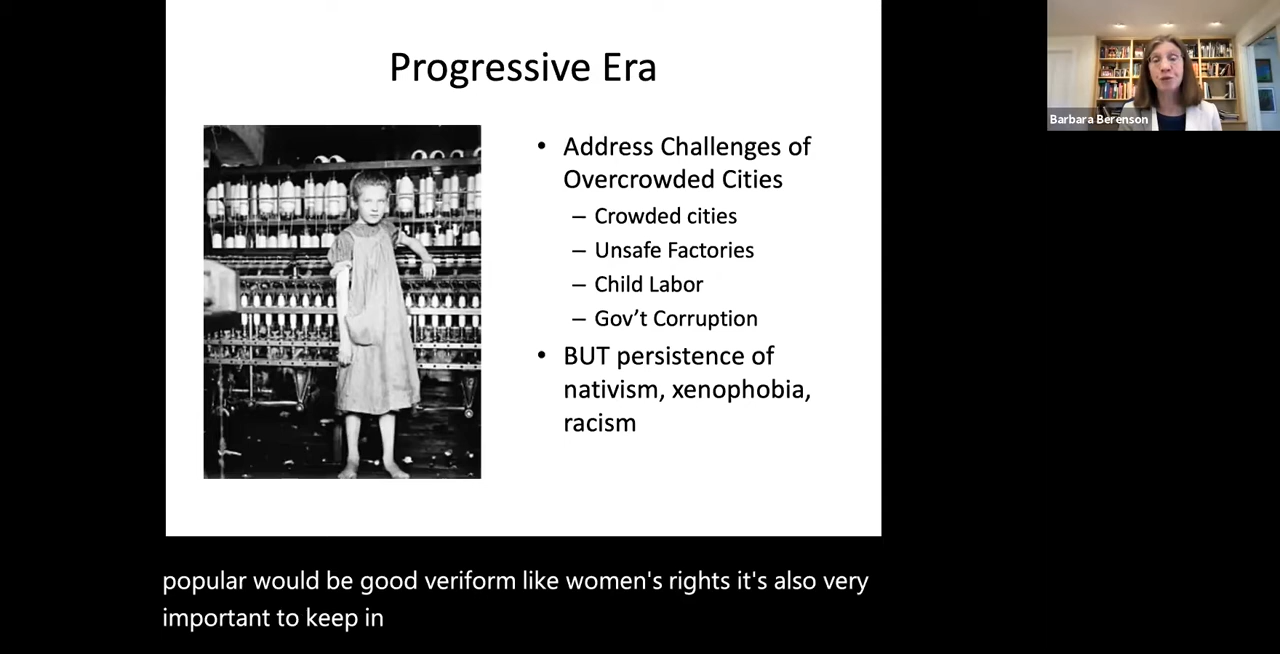 Progressive Era
• Address Challenges of
Overcrowded Cities
– Crowded cities
– Unsafe Factories
– Child Labor
– Gov’t Corruption
• BUT persistence of
nativism, xenophobia,
racism
Barbara Berenson
popular would be good veriform like women's rights it's also very
important to keep in